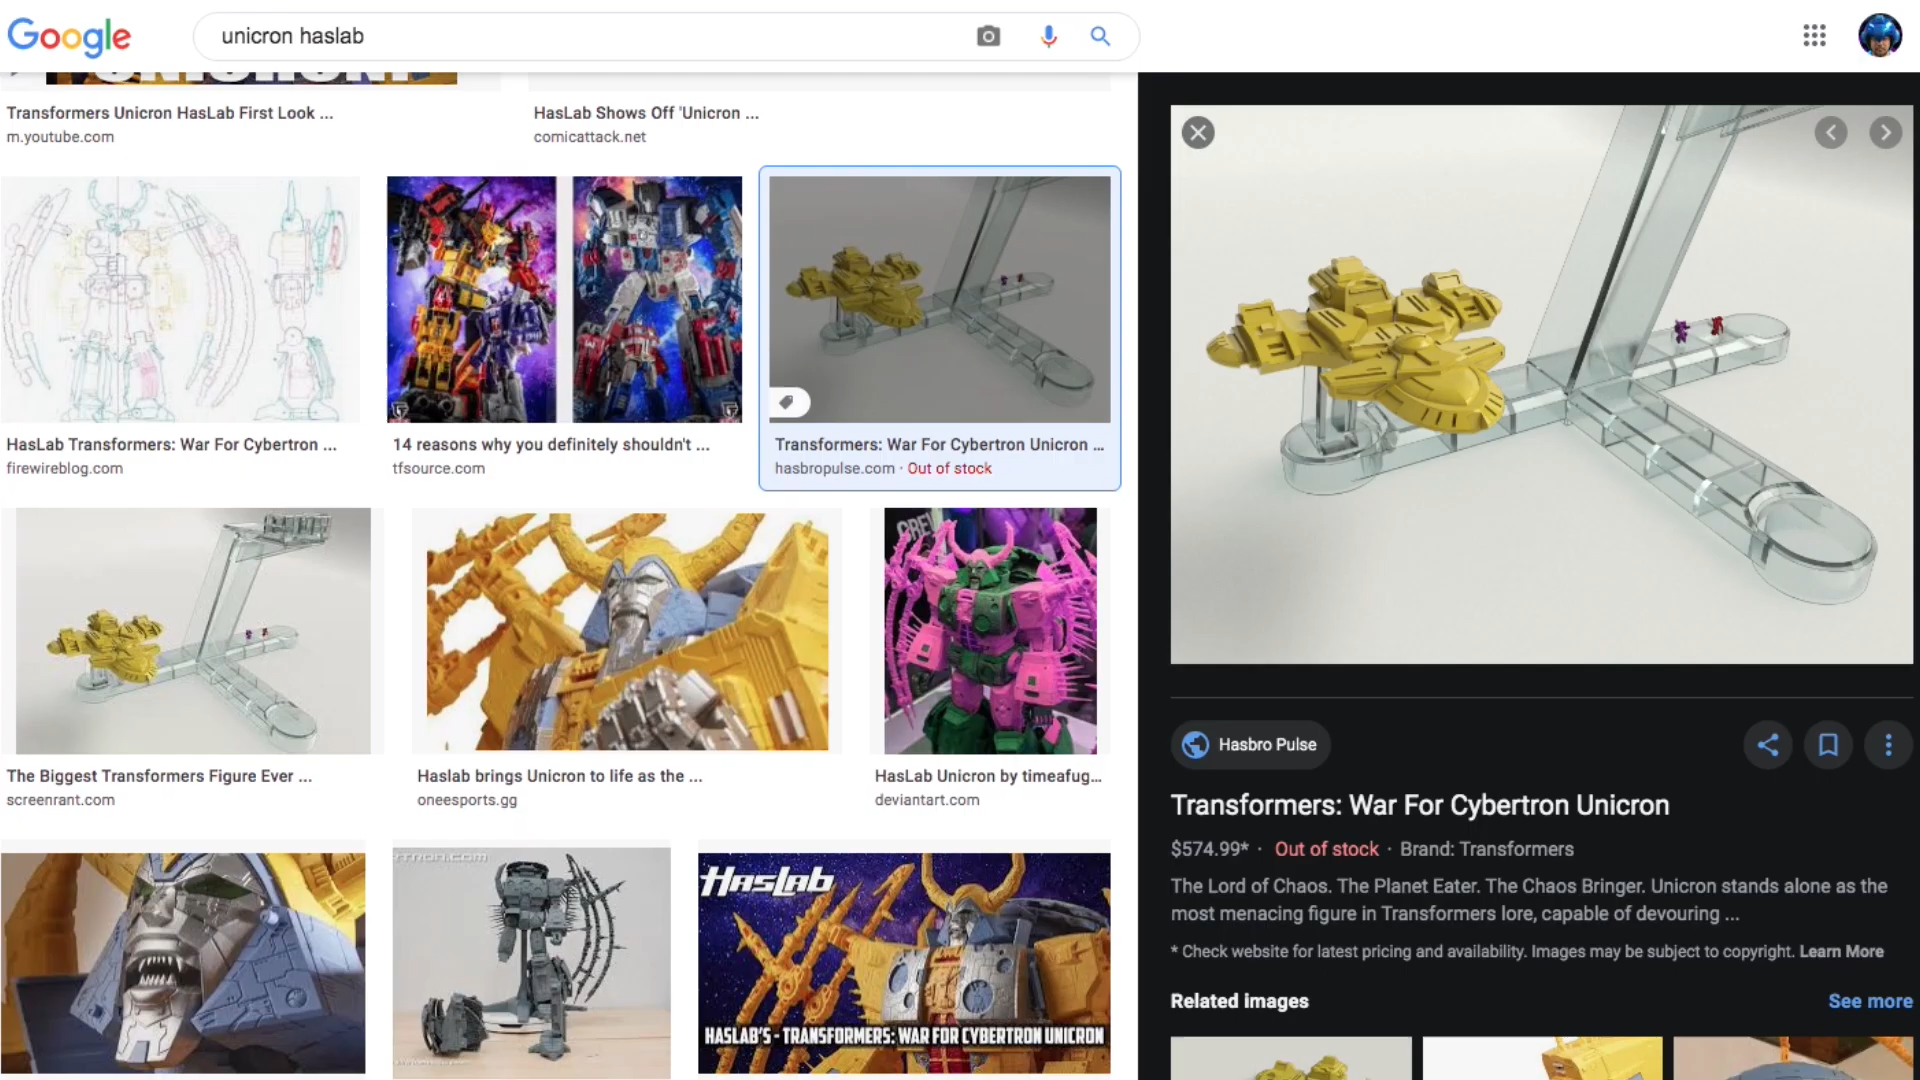 Google
unicron haslab
Transformers Unicron HasLab First Look ...
m.youtube.com
HasLab Shows Off 'Unicron ...
comicattack.net
HasLab Transformers: War For Cybertron ...
firewireblog.com
14 reasons why you definitely shouldn't ...
tfsource.com
Transformers: War For Cybertron Unicron ...
hasbropulse.com · Out of stock
The Biggest Transformers Figure Ever ...
screenrant.com
Haslab brings Unicron to life as the ...
oneesports.gg
HasLab Unicron by timeafug...
deviantart.com
HASLAB
HASLAB'S - TRANSFORMERS: WAR FOR CYBERTRON UNICRON
Hasbro Pulse
Transformers: War For Cybertron Unicron
$574.99* · Out of stock · Brand: Transformers
The Lord of Chaos. The Planet Eater. The Chaos Bringer. Unicron stands alone as the
most menacing figure in Transformers lore, capable of devouring ...
* Check website for latest pricing and availability. Images may be subject to copyright. Learn More
Related images
See more